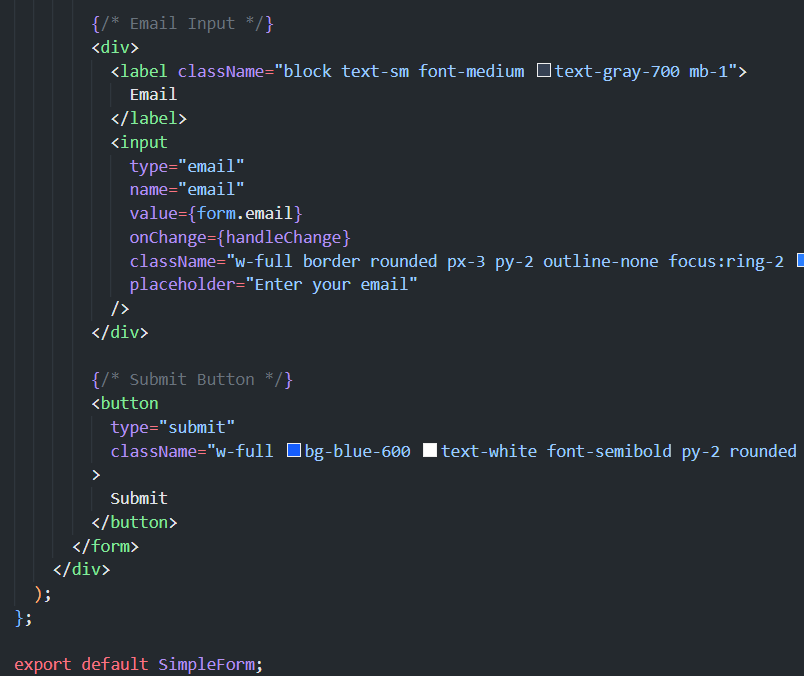 {/* Email Input */}
<div>
<label className="block text-sm font-medium text-gray-700 mb-1">
Email
</label>
<input
type="email"
name="email"
value={form.email}
onChange={handleChange}
className="w-full border rounded px-3 py-2 outline-none focus:ring-2
placeholder="Enter your email"
/>
</div>
{/* Submit Button */}
<button
type="submit"
className="w-full bg-blue-600 text-white font-semibold py-2 rounded
>
Submit
</button>
</form>
</div>
);
};
export default SimpleForm;